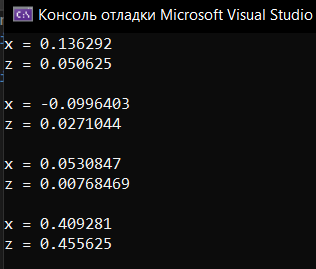 Консоль отладки Microsoft Visual Studio
x = 0.136292
z = 0.050625
x = -0.0996403
z = 0.0271044
x = 0.0530847
z = 0.00768469
x = 0.409281
z = 0.455625